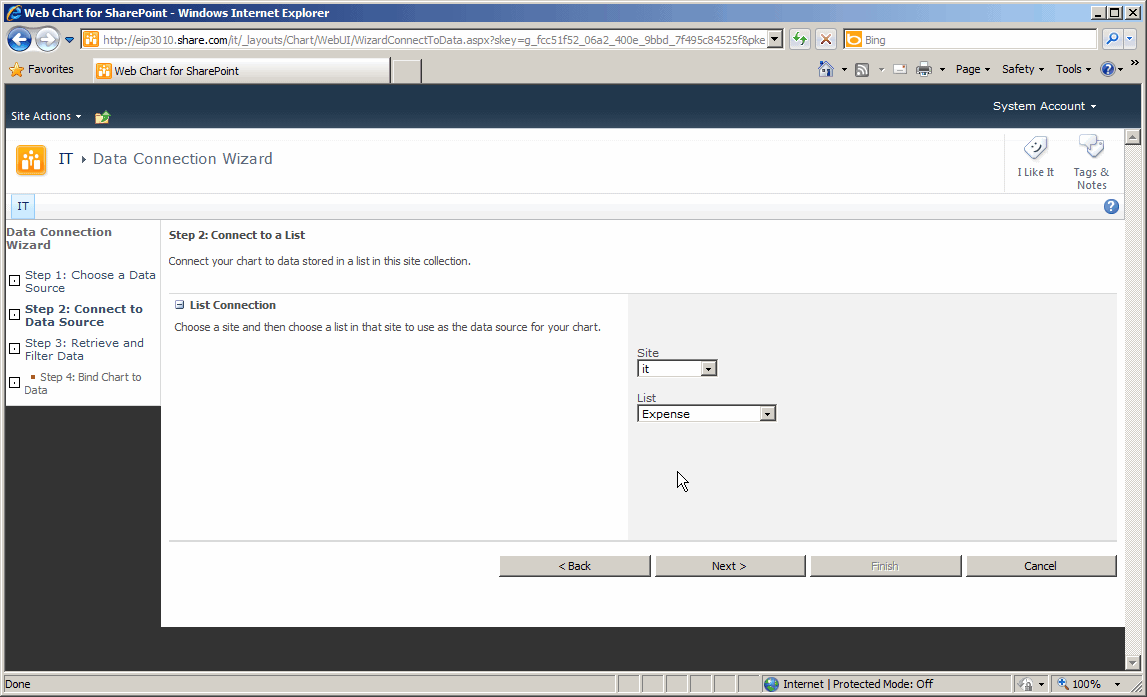 Web Chart for SharePoint - Windows Internet Explorer
http://eip3010.share.com/it/_layouts/Chart/WebUI/WizardConnectToData.aspx?skey=g_fcc51f52_06a2_400e_9bbd_7f495c84525f&pke
Bing
Favorites
Web Chart for SharePoint
Page
Safety
Tools
Site Actions
System Account
IT
Data Connection Wizard
I Like It
Tags &
Notes
IT
Data Connection
Wizard
Step 1: Choose a Data
Source
Step 2: Connect to
Data Source
Step 3: Retrieve and
Filter Data
Step 4: Bind Chart to
Data
Step 2: Connect to a List
Connect your chart to data stored in a list in this site collection.
List Connection
Choose a site and then choose a list in that site to use as the data source for your chart.
Site
it
List
Expense
< Back
Next >
Finish
Cancel
Done
Internet | Protected Mode: Off
100%